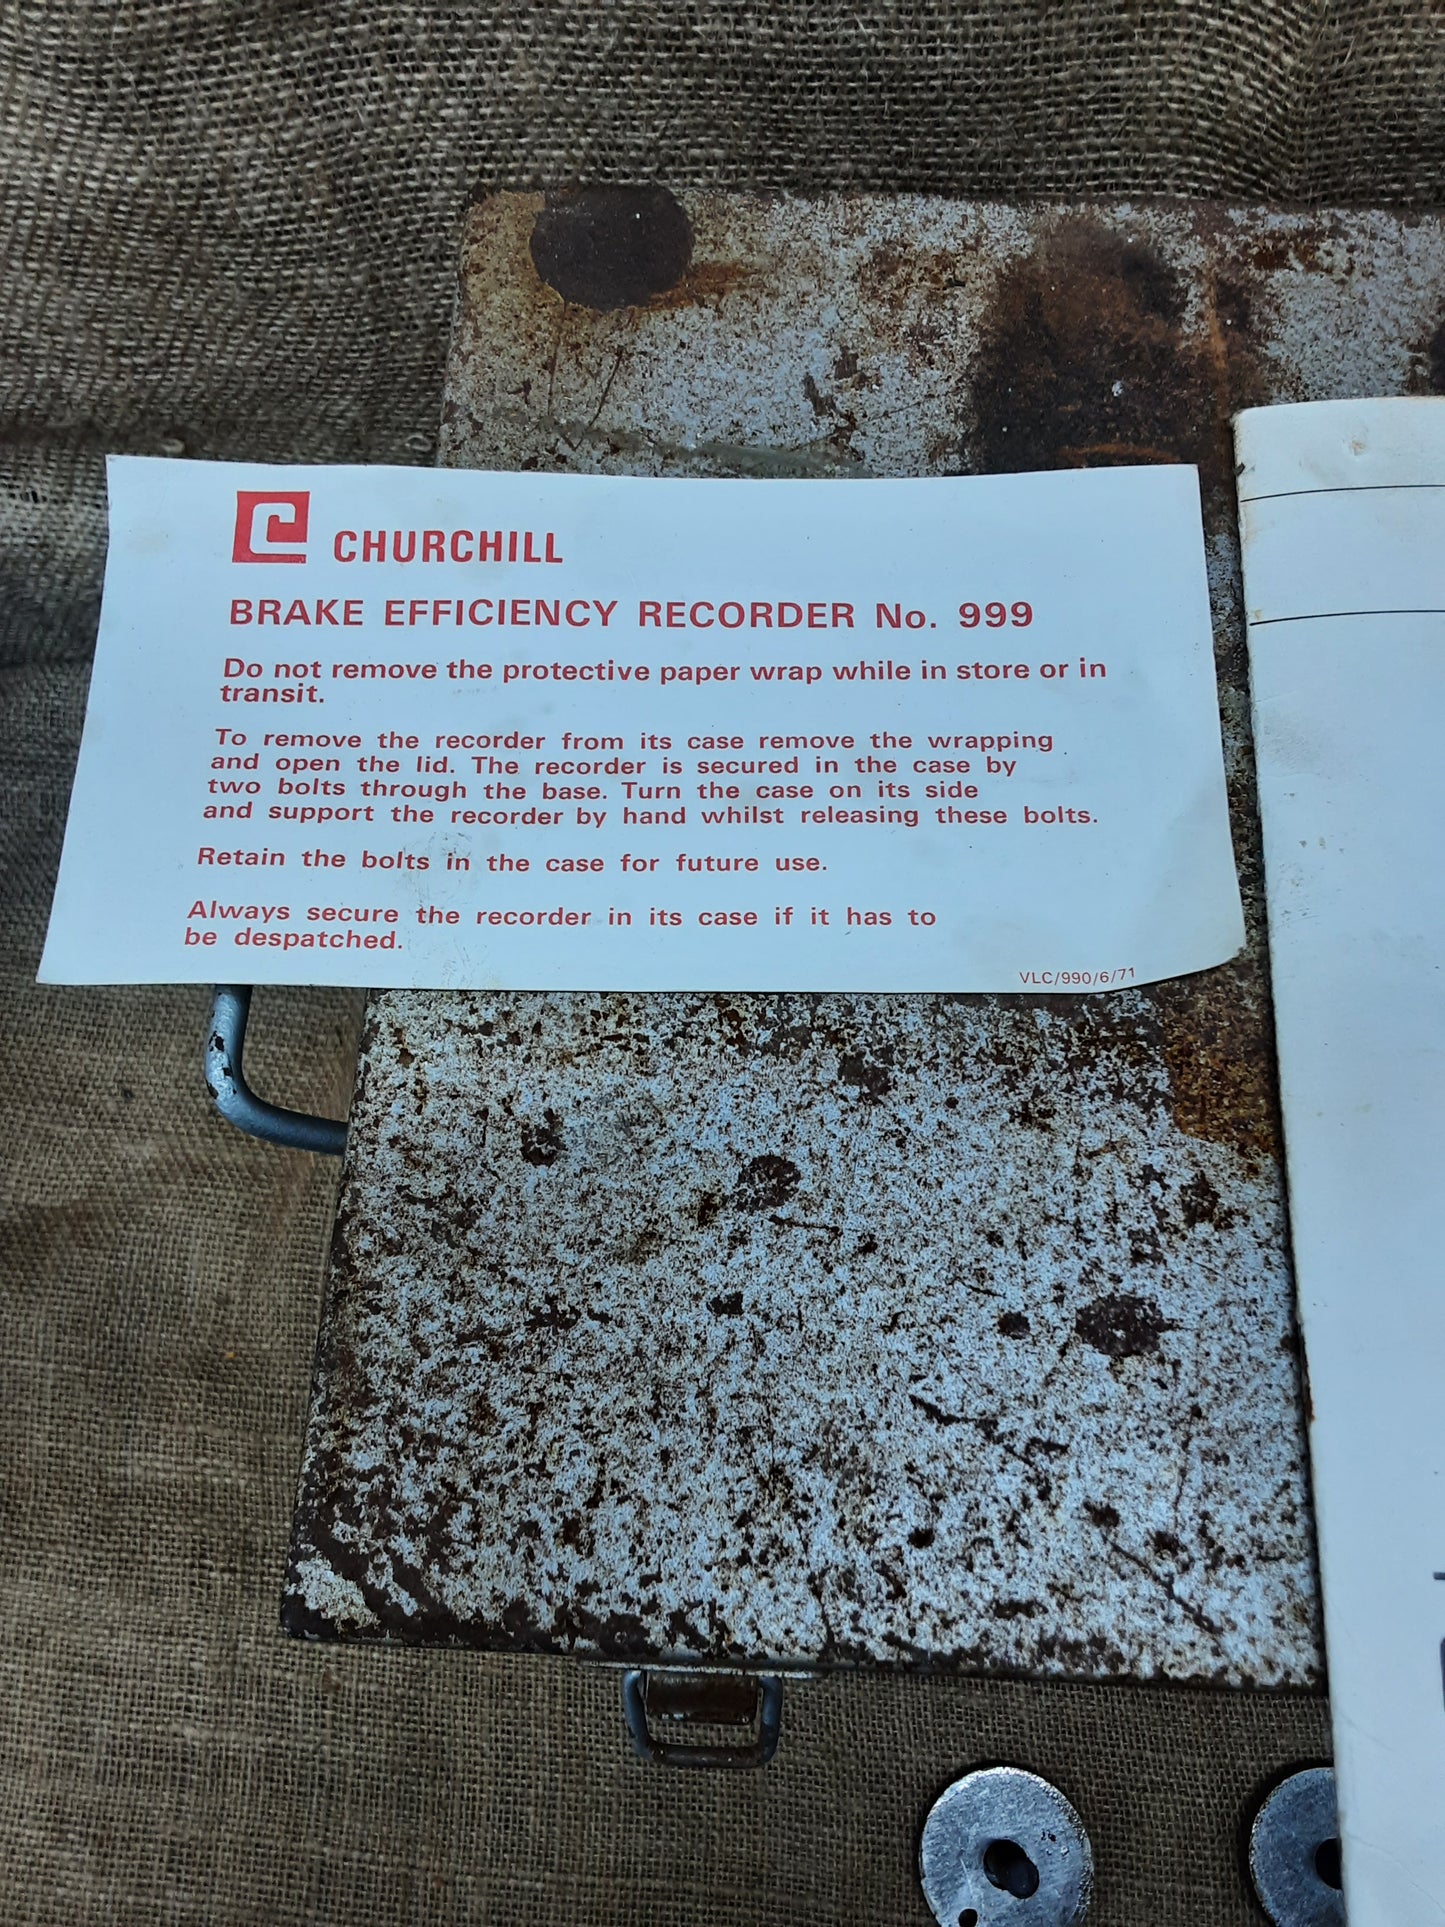 CHURCHILL
BRAKE EFFICIENCY RECORDER No. 999
Do not remove the protective paper wrap while in store or in
transit.
To remove the recorder from its case remove the wrapping
and open the lid. The recorder is secured in the case by
two bolts through the base. Turn the case on its side
and support the recorder by hand whilst releasing these bolts.
Retain the bolts in the case for future use.
Always secure the recorder in its case if it has to
be despatched.
VLC/990/6/71